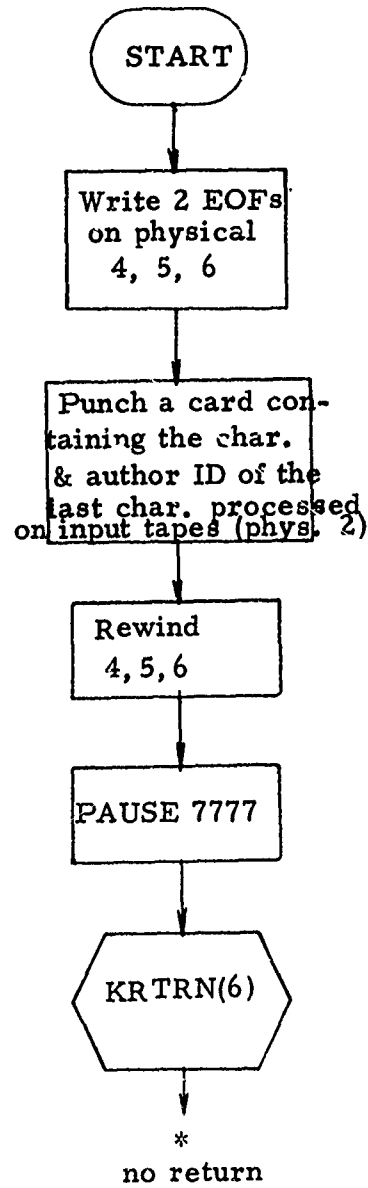 START
Write 2 EOFs
on physical
4, 5, 6
Punch a card con-
taining the char.
& author ID of the
last char. processed
on input tapes (phys. 2)
Rewind
4, 5, 6
PAUSE 7777
KRTRN(6)
*
no return